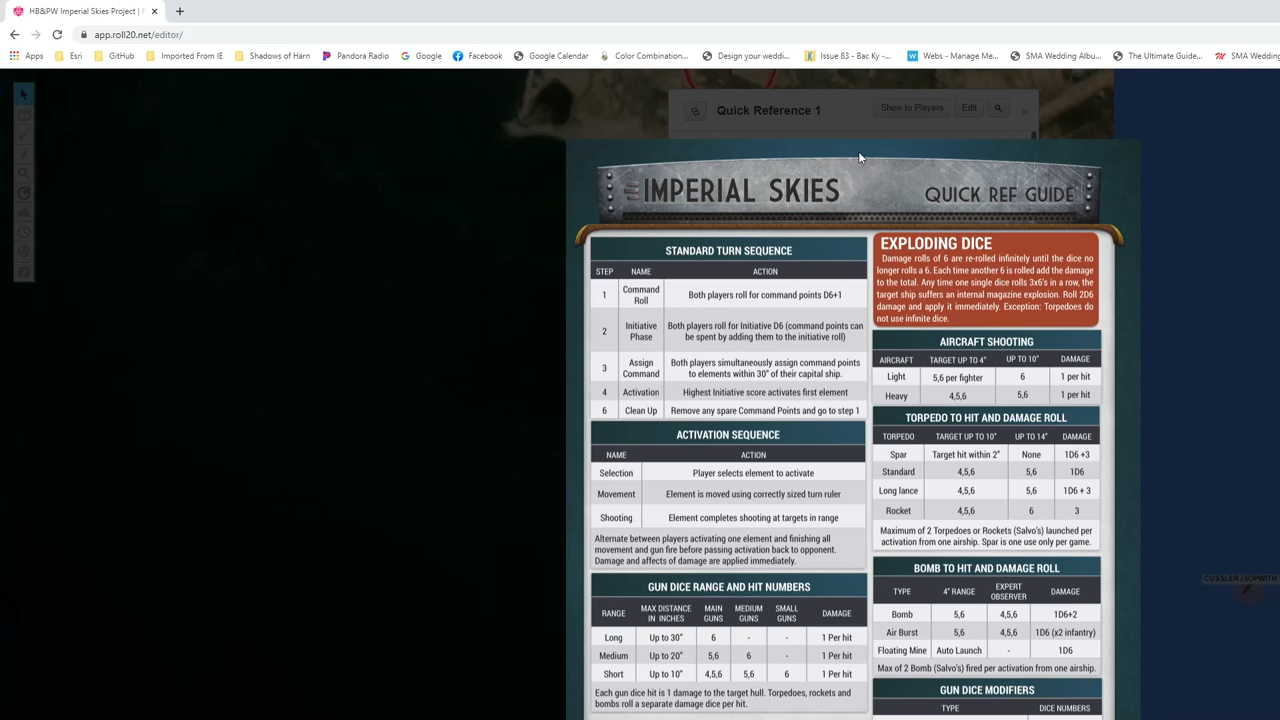 HB&PW Imperial Skies Project |
app.roll20.net/editor/
Apps Esri GitHub Imported From IE Shadows of Harn Pandora Radio Google Facebook Google Calendar Color Combination... Design your weddi... Issue 83 - Bac Ky -... Webs - Manage Me... SMA Wedding Albu... The Ultimate Guide... SMA Wedding
Quick Reference 1 Show to Players Edit
IMPERIAL SKIES QUICK REF GUIDE
STANDARD TURN SEQUENCE
STEP NAME ACTION
1 Command Roll Both players roll for command points D6+1
2 Initiative Phase Both players roll for Initiative D6 (command points can
be spent by adding them to the initiative roll)
3 Assign Command Both players simultaneously assign command points
to elements within 30" of their capital ship.
4 Activation Highest Initiative score activates first element
6 Clean Up Remove any spare Command Points and go to step 1
ACTIVATION SEQUENCE
NAME ACTION
Selection Player selects element to activate
Movement Element is moved using correctly sized turn ruler
Shooting Element completes shooting at targets in range
Alternate between players activating one element and finishing all
movement and gun fire before passing activation back to opponent.
Damage and affects of damage are applied immediately.
GUN DICE RANGE AND HIT NUMBERS
RANGE MAX DISTANCE IN INCHES MAIN GUNS MEDIUM GUNS SMALL GUNS DAMAGE
Long Up to 30" 6 - - 1 Per hit
Medium Up to 20" 5,6 6 - 1 Per hit
Short Up to 10" 4,5,6 5,6 6 1 Per hit
Each gun dice hit is 1 damage to the target hull. Torpedoes, rockets and
bombs roll a separate damage dice per hit.
EXPLODING DICE
Damage rolls of 6 are re-rolled infinitely until the dice no
longer rolls a 6. Each time another 6 is rolled add the damage
to the total. Any time one single dice rolls 3x6's in a row, the
target ship suffers an internal magazine explosion. Roll 2D6
damage and apply it immediately. Exception: Torpedoes do
not use infinite dice.
AIRCRAFT SHOOTING
AIRCRAFT TARGET UP TO 4" UP TO 10" DAMAGE
Light 5,6 per fighter 6 1 per hit
Heavy 4,5,6 5,6 1 per hit
TORPEDO TO HIT AND DAMAGE ROLL
TORPEDO TARGET UP TO 10" UP TO 14" DAMAGE
Spar Target hit within 2" None 1D6 +3
Standard 4,5,6 5,6 1D6
Long lance 4,5,6 5,6 1D6 + 3
Rocket 4,5,6 6 3
Maximum of 2 Torpedoes or Rockets (Salvo's) launched per
activation from one airship. Spar is one use only per game.
BOMB TO HIT AND DAMAGE ROLL
TYPE 4" RANGE EXPERT OBSERVER DAMAGE
Bomb 5,6 4,5,6 1D6+2
Air Burst 5,6 4,5,6 1D6 (x2 infantry)
Floating Mine Auto Launch - 1D6
Max of 2 Bomb (Salvo's) fired per activation from one airship.
GUN DICE MODIFIERS
TYPE DICE NUMBERS
CUSSLER (SOPWITH